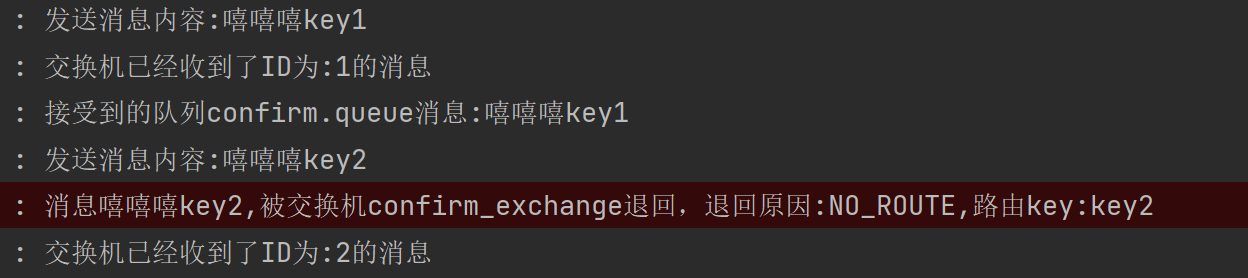 : 发送消息内容:嘻嘻嘻key1
: 交换机已经收到了ID为:1的消息
: 接受到的队列confirm.queue消息:嘻嘻嘻key1
: 发送消息内容:嘻嘻嘻key2
: 消息嘻嘻嘻key2,被交换机confirm_exchange退回，退回原因:NO_ROUTE,路由key:key2
: 交换机已经收到了ID为:2的消息